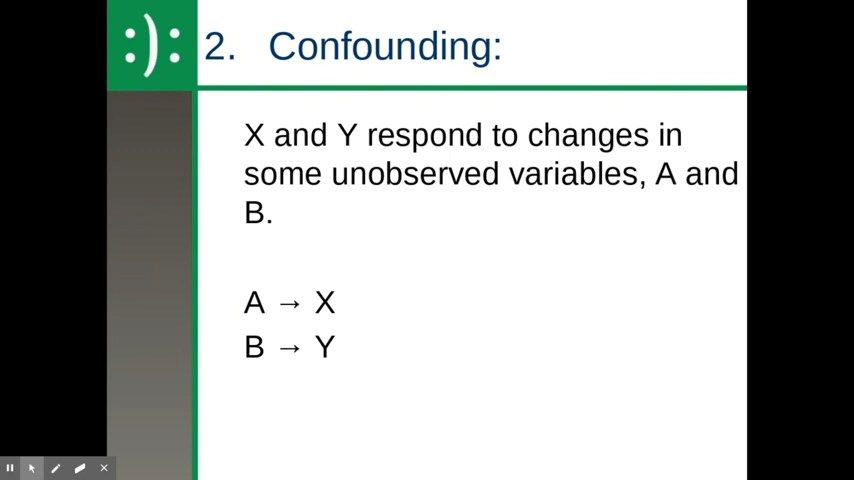 :):
2. Confounding:
X and Y respond to changes in
some unobserved variables, A and
B.
A → X
B → Y